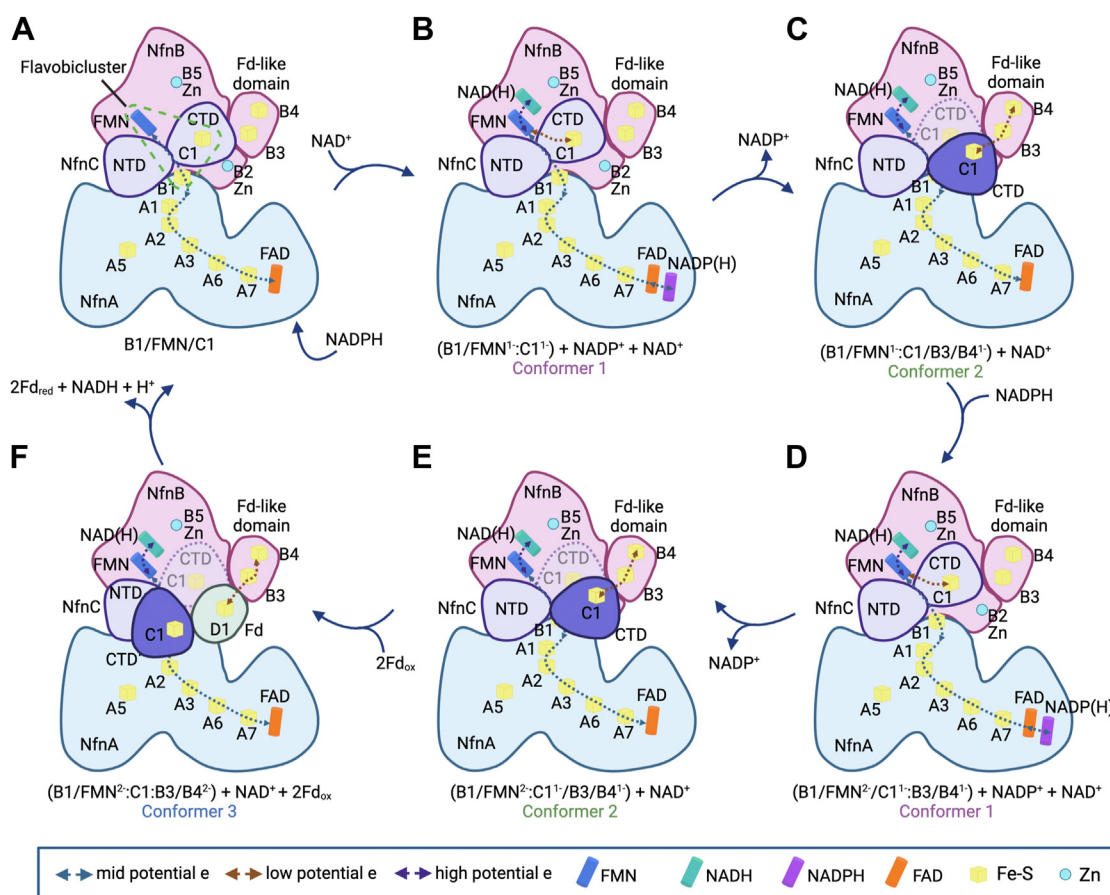 A
NfnB
Flavobicluster
B5
Zn
Fd-like
domain
FMN
CTD
B4
C1
B3
NfnC
NTD
B2
Zn
B1
A1
A2
A5
A3
A6
A7
FAD
NfnA
B1/FMN/C1
NAD⁺
B
NfnB
NAD(H)
B5
Zn
Fd-like
domain
FMN
CTD
B4
C1
B3
NfnC
NTD
B2
Zn
B1
A1
A2
A5
A3
A6
A7
FAD
NADP(H)
NfnA
(B1/FMN¹⁻:C1¹⁻) + NADP⁺ + NAD⁺
Conformer 1
NADP⁺
C
NfnB
NAD(H)
B5
Zn
Fd-like
domain
FMN
CTD
C1
B4
B3
NfnC
NTD
C1
CTD
B1
A1
A2
A5
A3
A6
A7
FAD
NfnA
(B1/FMN¹⁻:C1/B3/B4¹⁻) + NAD⁺
Conformer 2
NADPH
NADPH
2Fdred + NADH + H⁺
F
NfnB
NAD(H)
B5
Zn
Fd-like
domain
FMN
CTD
C1
B4
B3
NTD
NfnC
C1
D1
Fd
CTD
A2
A5
A3
A6
A7
FAD
NfnA
(B1/FMN²⁻:C1:B3/B4²⁻) + NAD⁺ + 2Fdox
Conformer 3
2Fdox
E
NfnB
NAD(H)
B5
Zn
Fd-like
domain
FMN
CTD
C1
B4
B3
NfnC
NTD
C1
CTD
B1
A1
A2
A5
A3
A6
A7
FAD
NfnA
(B1/FMN²⁻:C1¹⁻/B3/B4¹⁻) + NAD⁺
Conformer 2
NADP⁺
D
NfnB
NAD(H)
B5
Zn
Fd-like
domain
FMN
CTD
B4
C1
B3
NfnC
NTD
B2
Zn
B1
A1
A2
A5
A3
A6
A7
FAD
NADP(H)
NfnA
(B1/FMN²⁻/C1¹⁻:B3/B4¹⁻) + NADP⁺ + NAD⁺
Conformer 1
mid potential e low potential e high potential e FMN NADH NADPH FAD Fe-S Zn